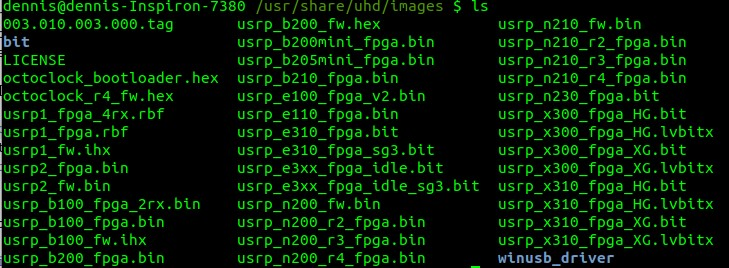 dennis@dennis-Inspiron-7380 /usr/share/uhd/images $ ls
003.010.003.000.tag usrp_b200_fw.hex usrp_n210_fw.bin
bit usrp_b200mini_fpga.bin usrp_n210_r2_fpga.bin
LICENSE usrp_b205mini_fpga.bin usrp_n210_r3_fpga.bin
octoclock_bootloader.hex usrp_b210_fpga.bin usrp_n210_r4_fpga.bin
octoclock_r4_fw.hex usrp_e100_fpga_v2.bin usrp_n230_fpga.bit
usrp1_fpga_4rx.rbf usrp_e110_fpga.bin usrp_x300_fpga_HG.bit
usrp1_fpga.rbf usrp_e310_fpga.bit usrp_x300_fpga_HG.lvbitx
usrp1_fw.ihx usrp_e310_fpga_sg3.bit usrp_x300_fpga_XG.bit
usrp2_fpga.bin usrp_e3xx_fpga_idle.bit usrp_x300_fpga_XG.lvbitx
usrp2_fw.bin usrp_e3xx_fpga_idle_sg3.bit usrp_x310_fpga_HG.bit
usrp_b100_fpga_2rx.bin usrp_n200_fw.bin usrp_x310_fpga_HG.lvbitx
usrp_b100_fpga.bin usrp_n200_r2_fpga.bin usrp_x310_fpga_XG.bit
usrp_b100_fw.ihx usrp_n200_r3_fpga.bin usrp_x310_fpga_XG.lvbitx
usrp_b200_fpga.bin usrp_n200_r4_fpga.bin winusb_driver